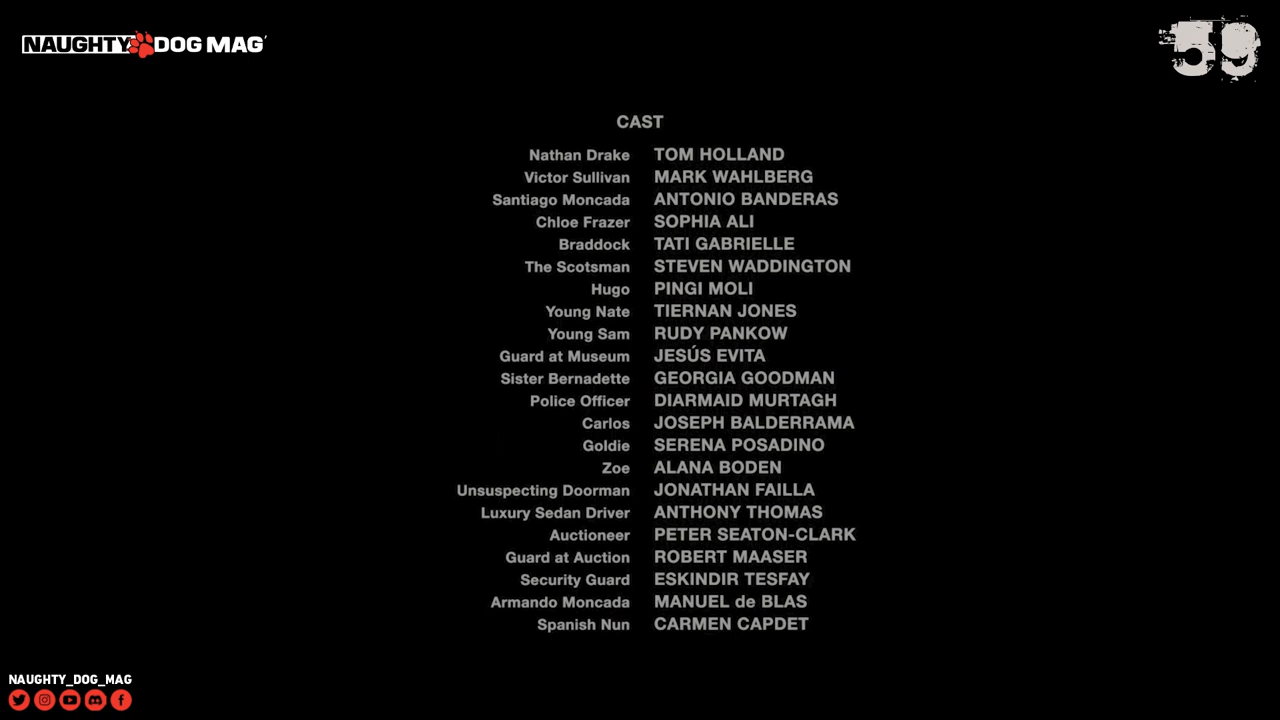 NAUGHTY DOG MAG
59
CAST
Nathan Drake TOM HOLLAND
Victor Sullivan MARK WAHLBERG
Santiago Moncada ANTONIO BANDERAS
Chloe Frazer SOPHIA ALI
Braddock TATI GABRIELLE
The Scotsman STEVEN WADDINGTON
Hugo PINGI MOLI
Young Nate TIERNAN JONES
Young Sam RUDY PANKOW
Guard at Museum JESÚS EVITA
Sister Bernadette GEORGIA GOODMAN
Police Officer DIARMAID MURTAGH
Carlos JOSEPH BALDERRAMA
Goldie SERENA POSADINO
Zoe ALANA BODEN
Unsuspecting Doorman JONATHAN FAILLA
Luxury Sedan Driver ANTHONY THOMAS
Auctioneer PETER SEATON-CLARK
Guard at Auction ROBERT MAASER
Security Guard ESKINDIR TESFAY
Armando Moncada MANUEL de BLAS
Spanish Nun CARMEN CAPDET
NAUGHTY_DOG_MAG